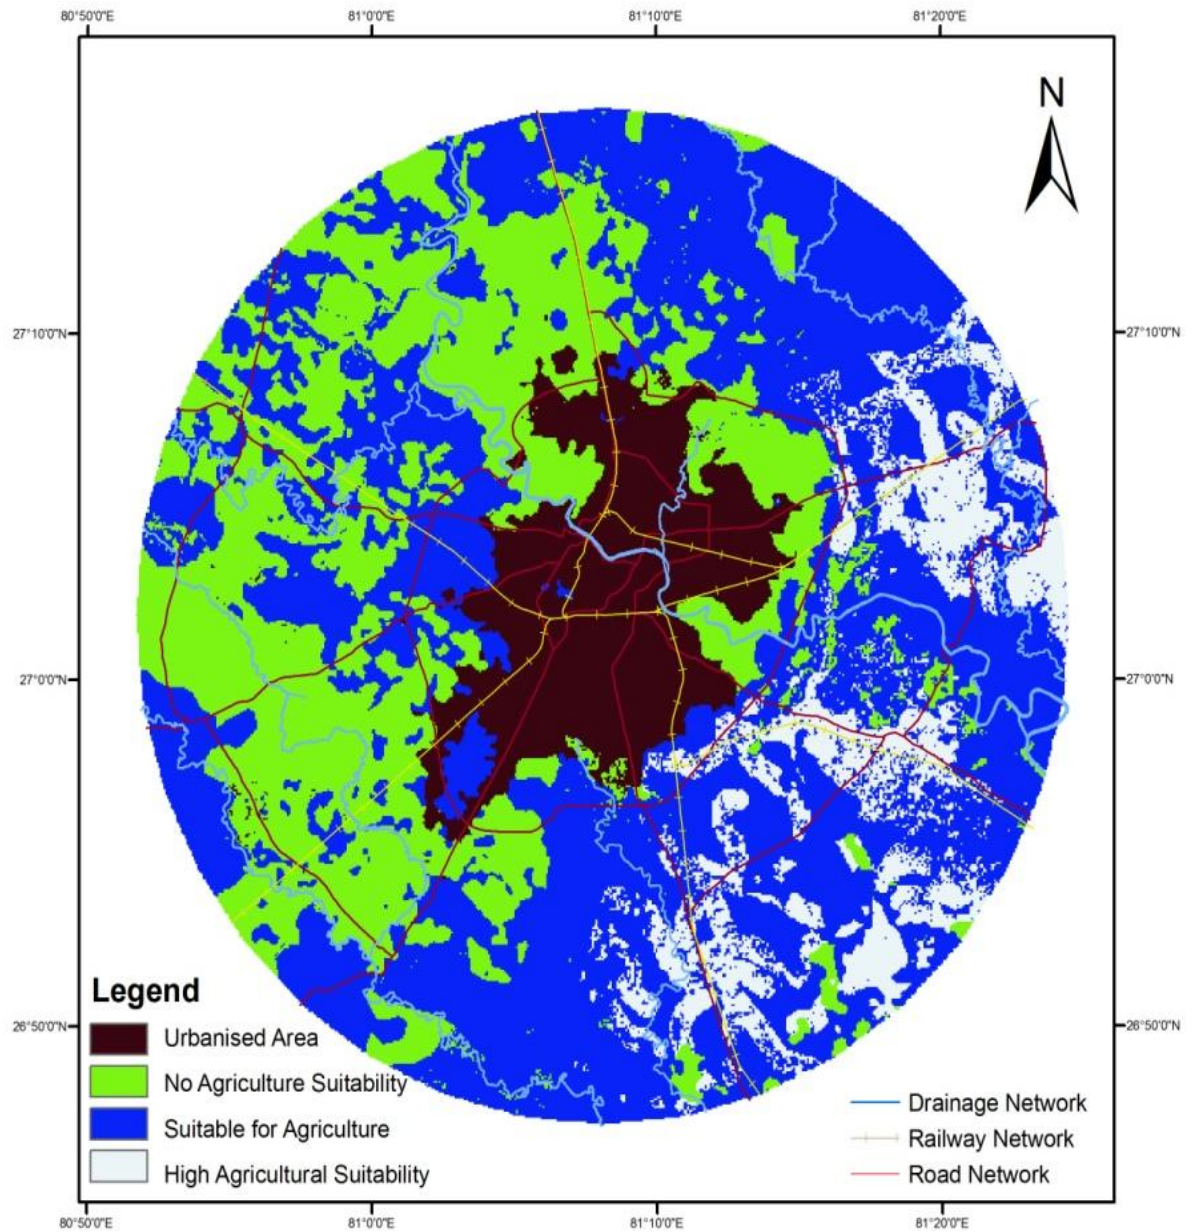 80°50'0"E 81°0'0"E 81°10'0"E 81°20'0"E
N
27°10'0"N 27°10'0"N
27°0'0"N 27°0'0"N
26°50'0"N 26°50'0"N
Legend
Urbanised Area
No Agriculture Suitability
Suitable for Agriculture
High Agricultural Suitability
Drainage Network
Railway Network
Road Network
80°50'0"E 81°0'0"E 81°10'0"E 81°20'0"E